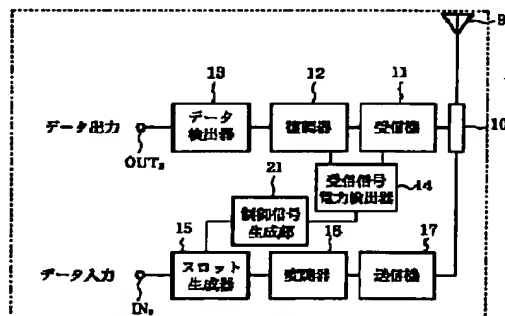 9
13
12
11
データ出力
データ
検出器
復調器
受信機
10
OUT₂
受信信号
電力検出器
14
21
制御信号
生成部
15
16
17
データ入力
スロット
生成器
変調器
送信機
IN₂